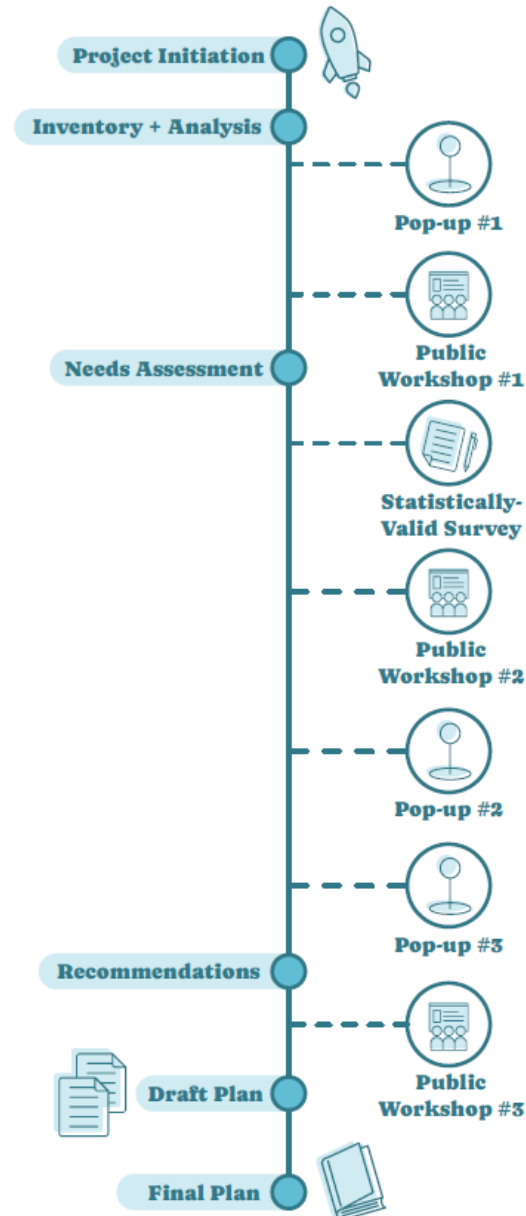 Project Initiation
Inventory + Analysis
Pop-up #1
Public
Workshop #1
Needs Assessment
Statistically-
Valid Survey
Public
Workshop #2
Pop-up #2
Pop-up #3
Recommendations
Public
Workshop #3
Draft Plan
Final Plan